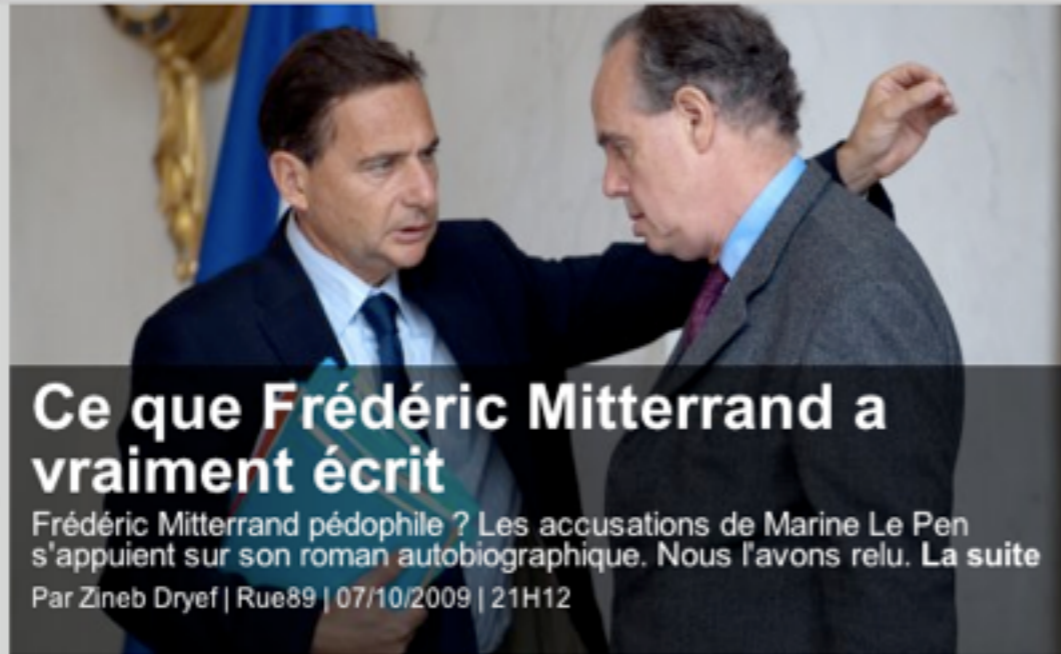 Ce que Frédéric Mitterrand a
vraiment écrit
Frédéric Mitterrand pédophile ? Les accusations de Marine Le Pen
s'appuient sur son roman autobiographique. Nous l'avons relu. La suite
Par Zineb Dryef | Rue89 | 07/10/2009 | 21H12